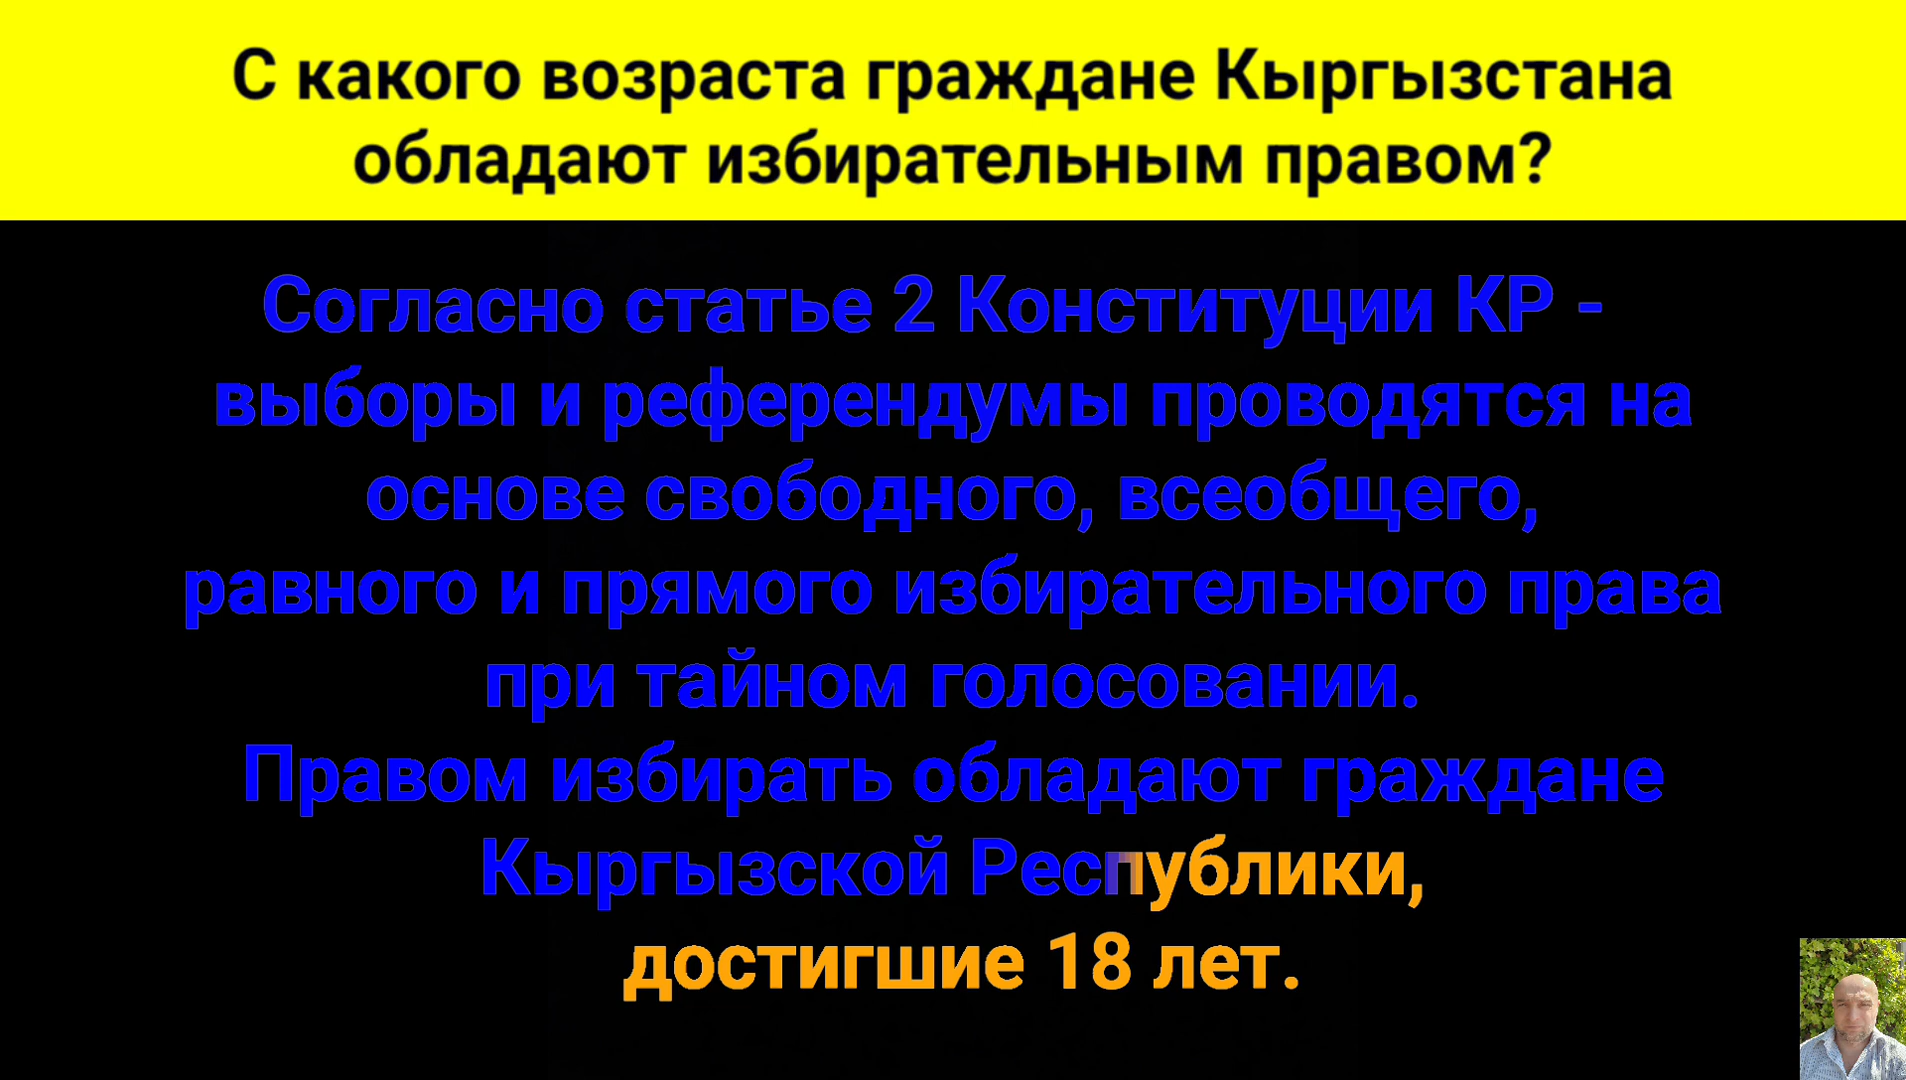 С какого возраста граждане Кыргызстана
обладают избирательным правом?
Согласно статье 2 Конституции КР -
выборы и референдумы проводятся на
основе свободного, всеобщего,
равного и прямого избирательного права
при тайном голосовании.
Правом избирать обладают граждане
Кыргызской Республики,
достигшие 18 лет.